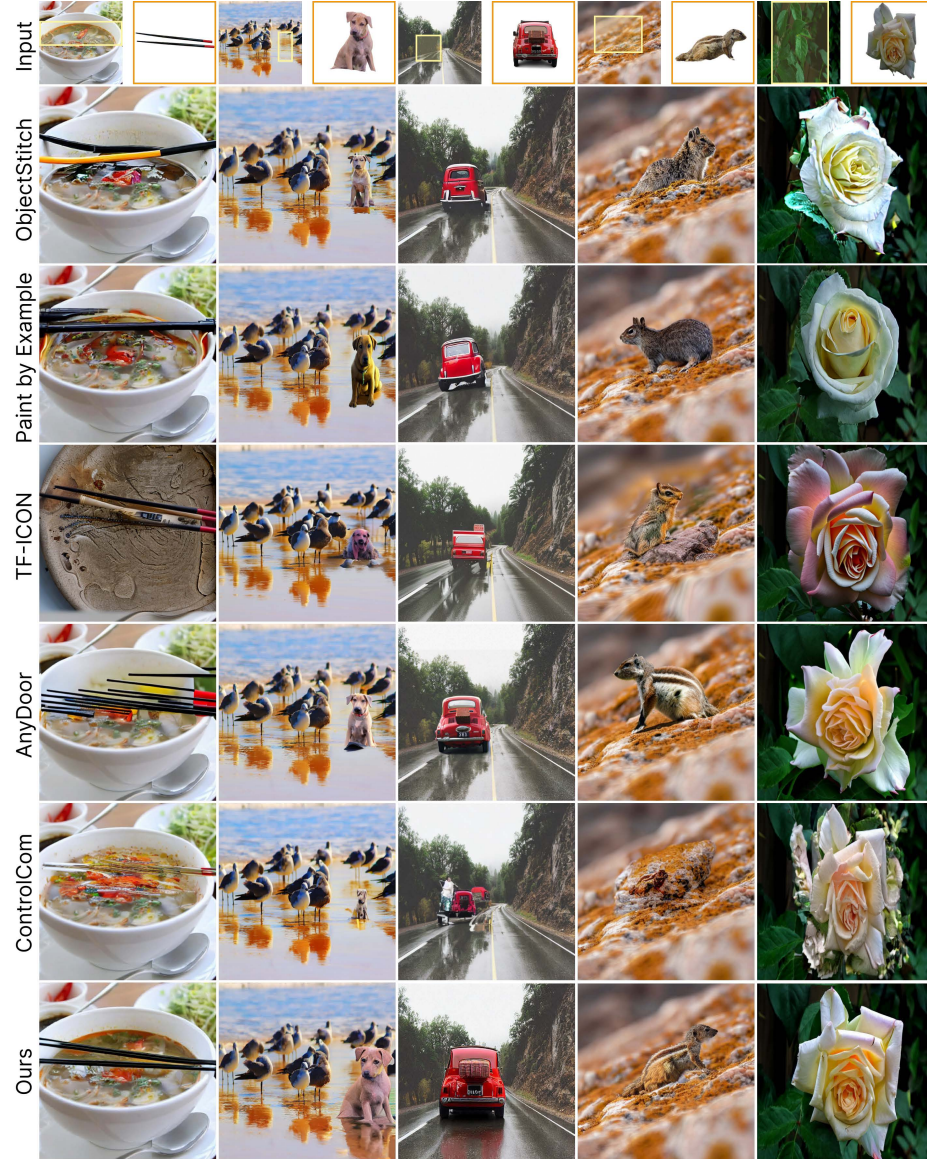 Input
ObjectStitch
Paint by Example
TF-ICON
AnyDoor
ControlCom
Ours